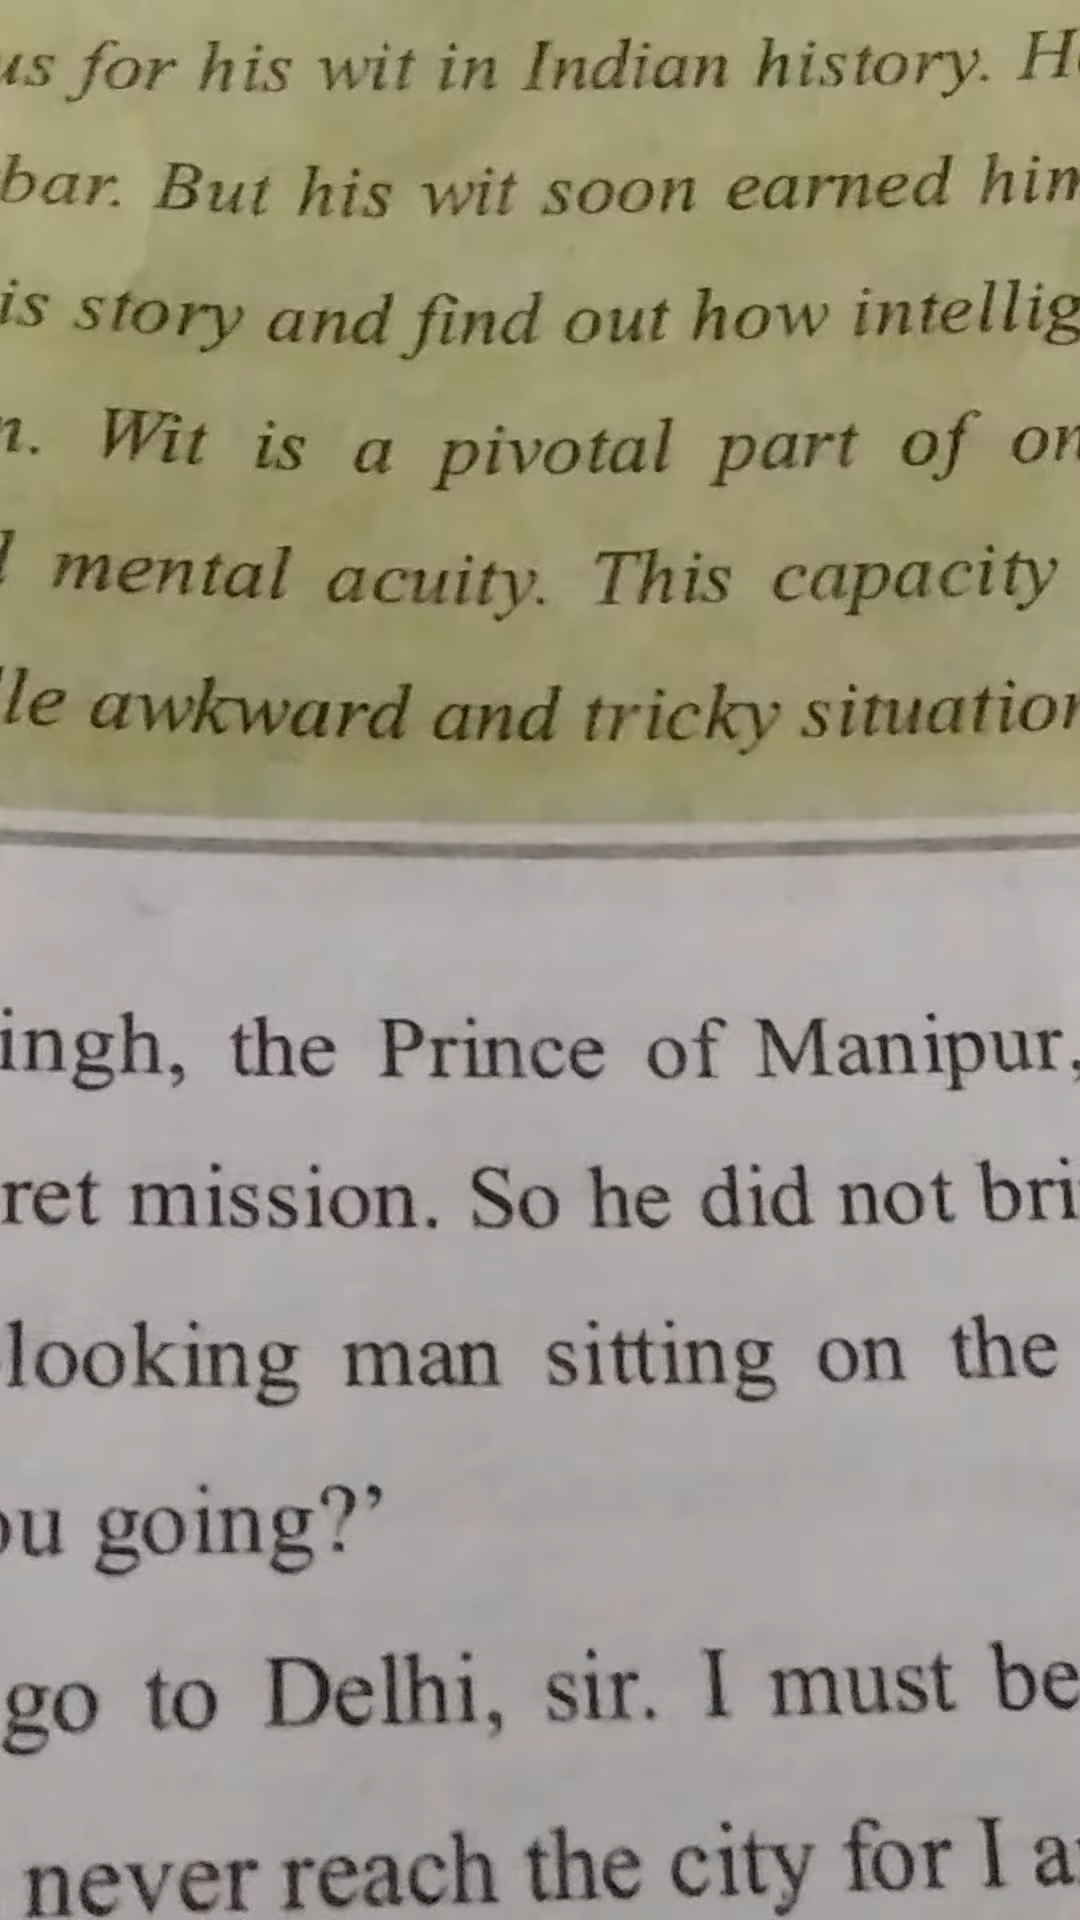 us for his wit in Indian history. H
bar. But his wit soon earned him
is story and find out how intellig
n. Wit is a pivotal part of on
l mental acuity. This capacity
le awkward and tricky situation
ingh, the Prince of Manipur,
ret mission. So he did not bri
-looking man sitting on the
ou going?’
go to Delhi, sir. I must be
never reach the city for I a